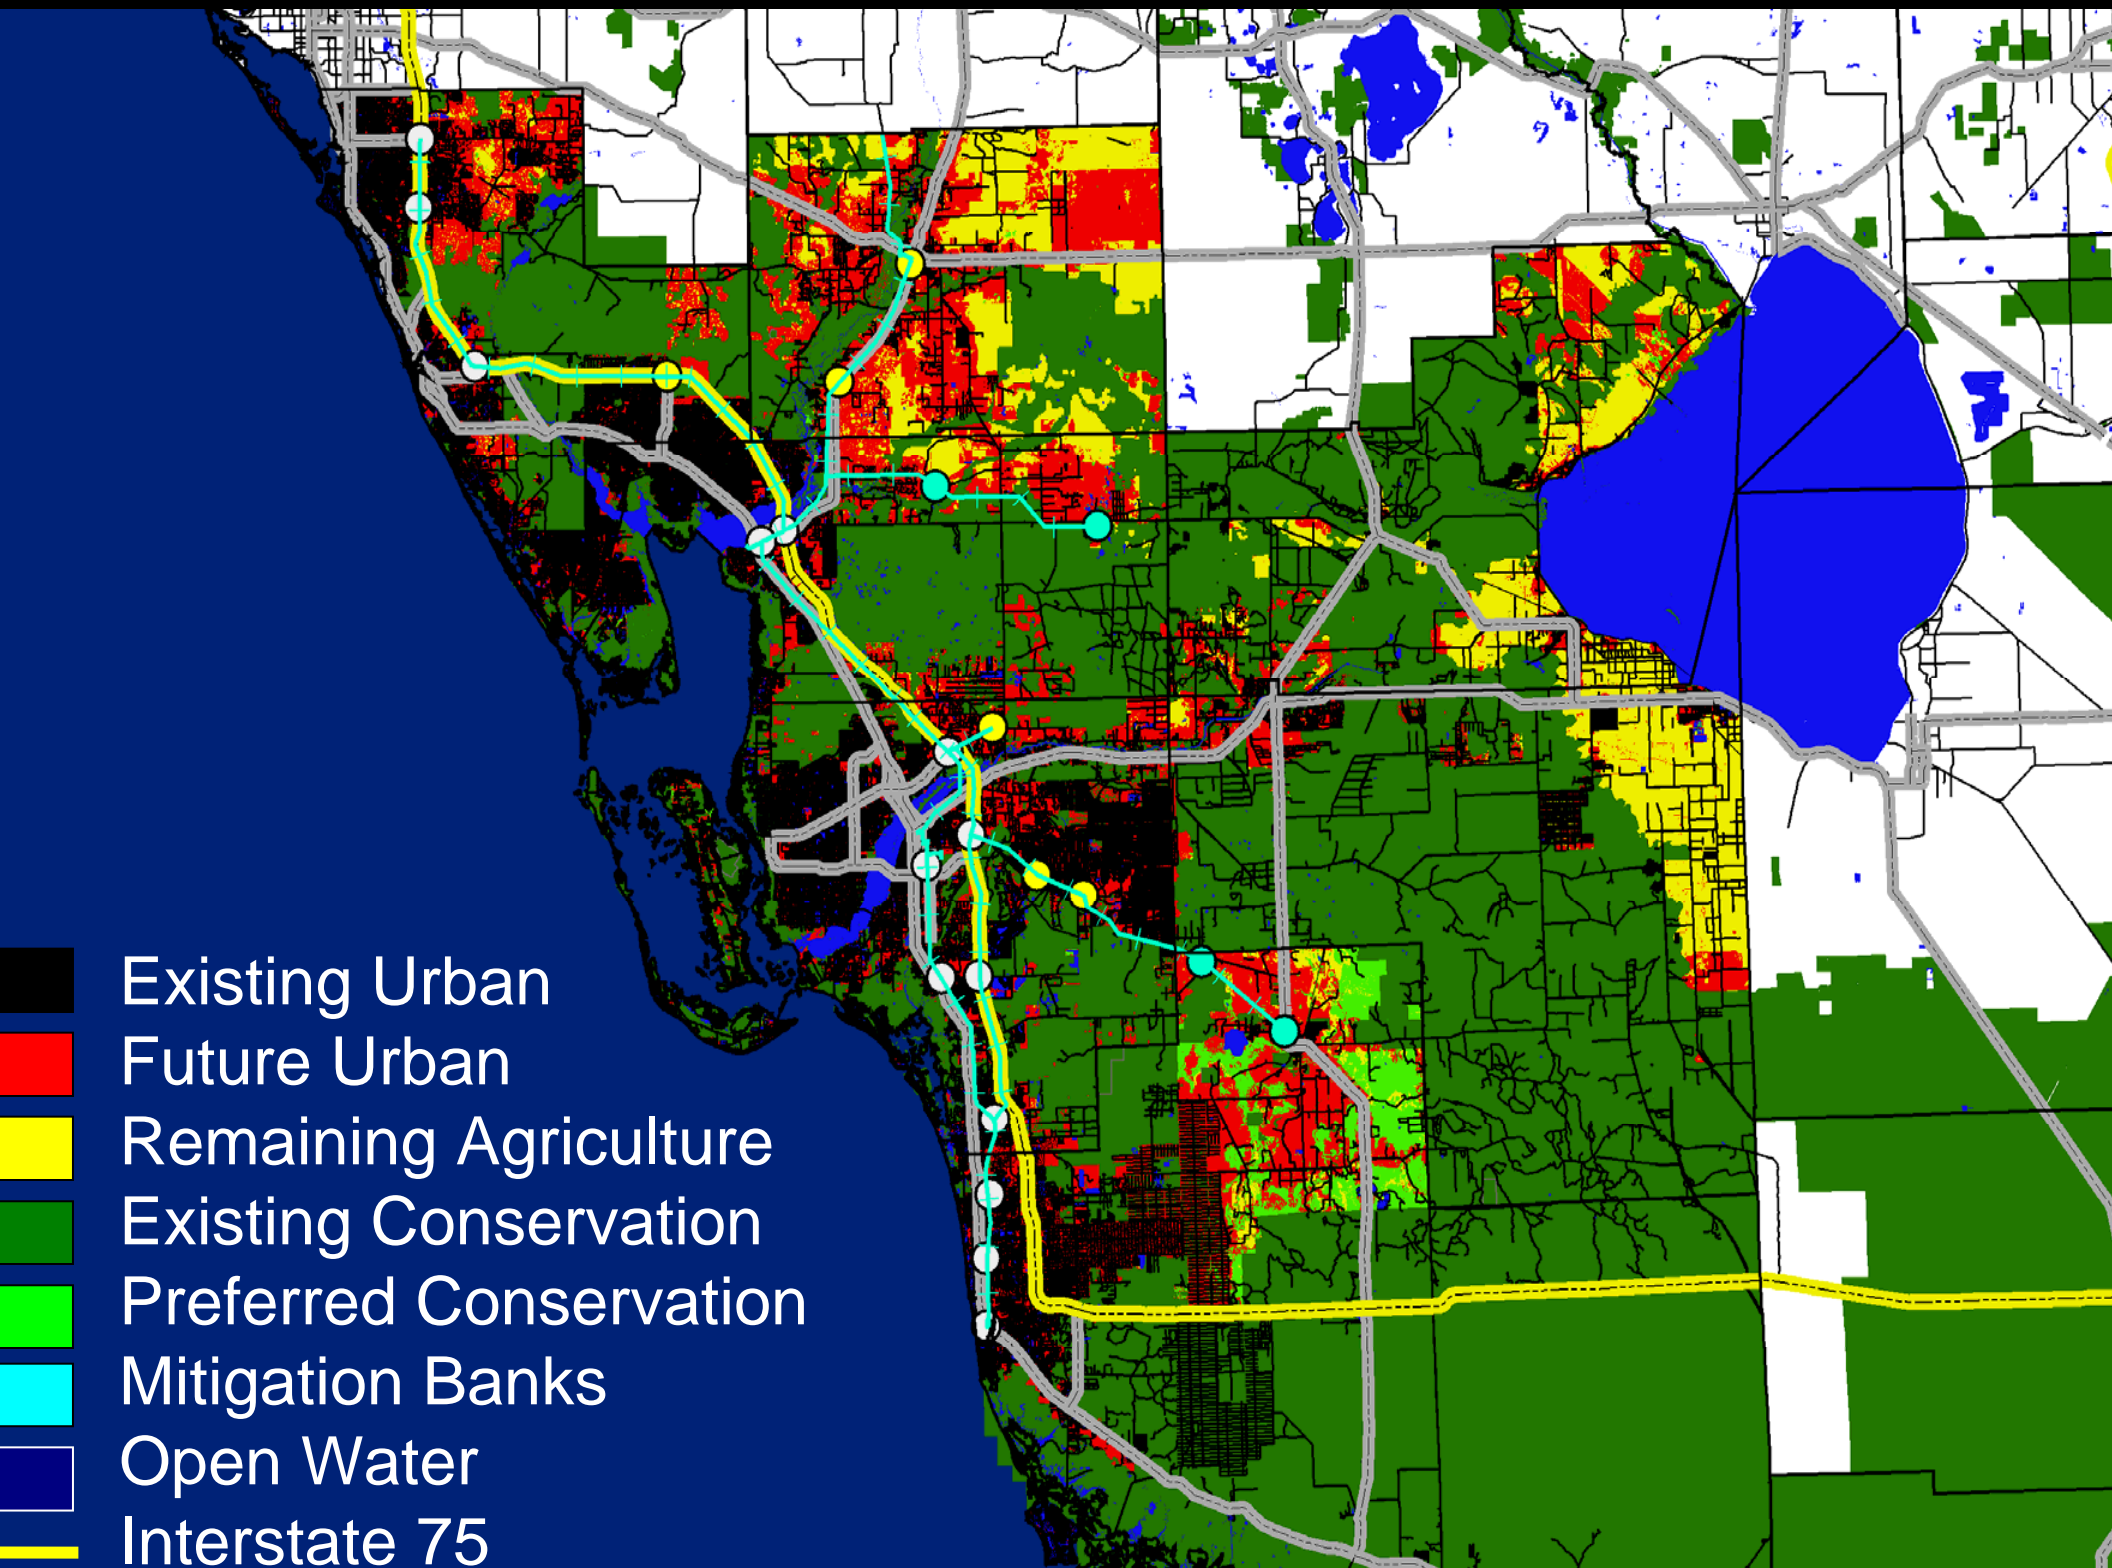 Existing Urban
Future Urban
Remaining Agriculture
Existing Conservation
Preferred Conservation
Mitigation Banks
Open Water
Interstate 75